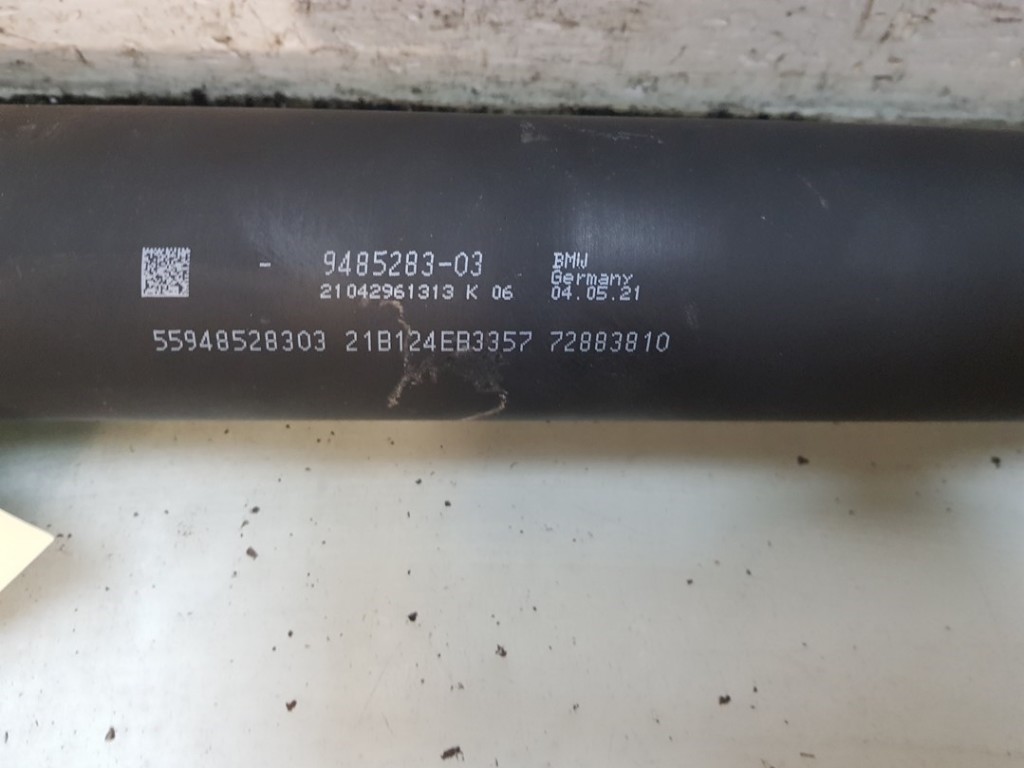 - 9485283-03 BMW
Germany
21042961313 K 06 04.05.21
55948528303 21B124EB3357 72883810